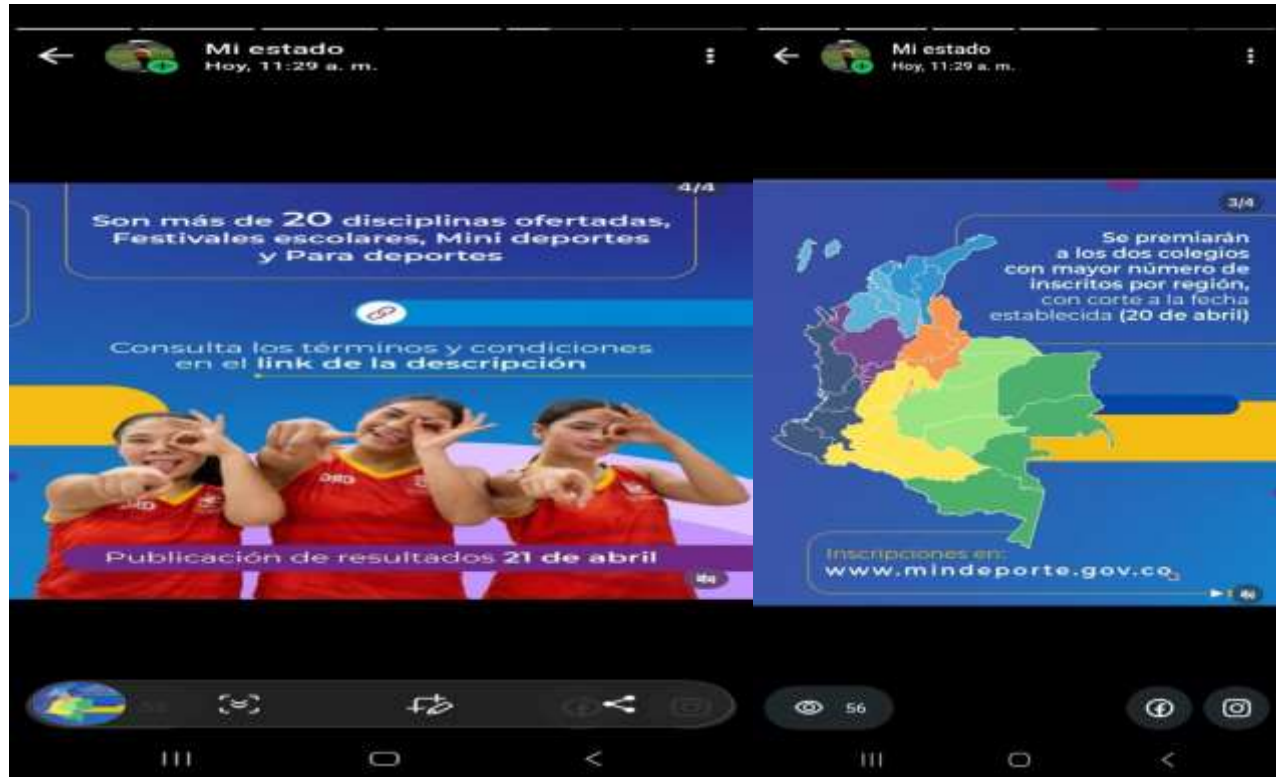 Mi estado
Hoy, 11:29 a. m.
4/4
Son más de 20 disciplinas ofertadas,
Festivales escolares, Mini deportes
y Para deportes
Consulta los términos y condiciones
en el link de la descripción
Publicación de resultados 21 de abril
Mi estado
Hoy, 11:29 a. m.
3/4
Se premiarán
a los dos colegios
con mayor número de
inscritos por región,
con corte a la fecha
establecida (20 de abril)
Inscripciones en:
www.mindeporte.gov.co
56